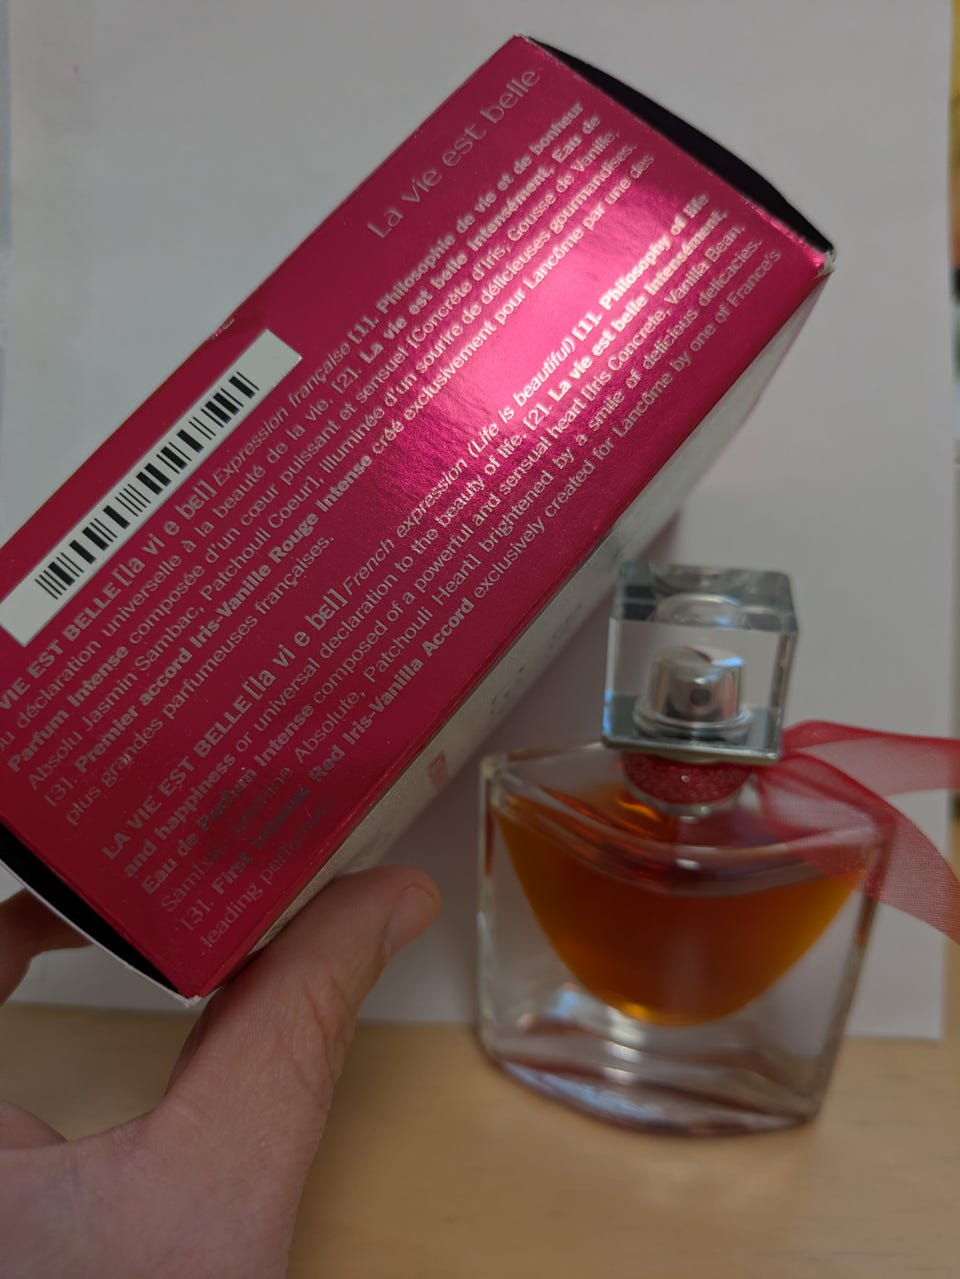 La vie est belle
VIE EST BELLE [la vi e bɛl] Expression française [1]. Philosophie de vie et de bonheur
ou déclaration universelle à la beauté de la vie. [2]. La vie est belle Intensément, Eau de
Parfum Intense composée d'un cœur puissant et sensuel [Concrète d'Iris, Gousse de Vanille,
Absolu Jasmin Sambac, Patchouli Coeur], illuminée d'un sourire de délicieuses gourmandises.
[3]. Premier accord Iris-Vanille Rouge Intense créé exclusivement pour Lancôme par une des
plus grandes parfumeuses françaises.
LA VIE EST BELLE [la vi e bɛl] French expression (Life is beautiful) [1]. Philosophy of life
and happiness or universal declaration to the beauty of life. [2]. La vie est belle Intensément,
Eau de Parfum Intense composed of a powerful and sensual heart [Iris Concrete, Vanilla Bean,
Sambac Jasmine Absolute, Patchouli Heart] brightened by a smile of delicious delicacies.
[3]. First Intense Red Iris-Vanilla Accord exclusively created for Lancôme by one of France's
leading